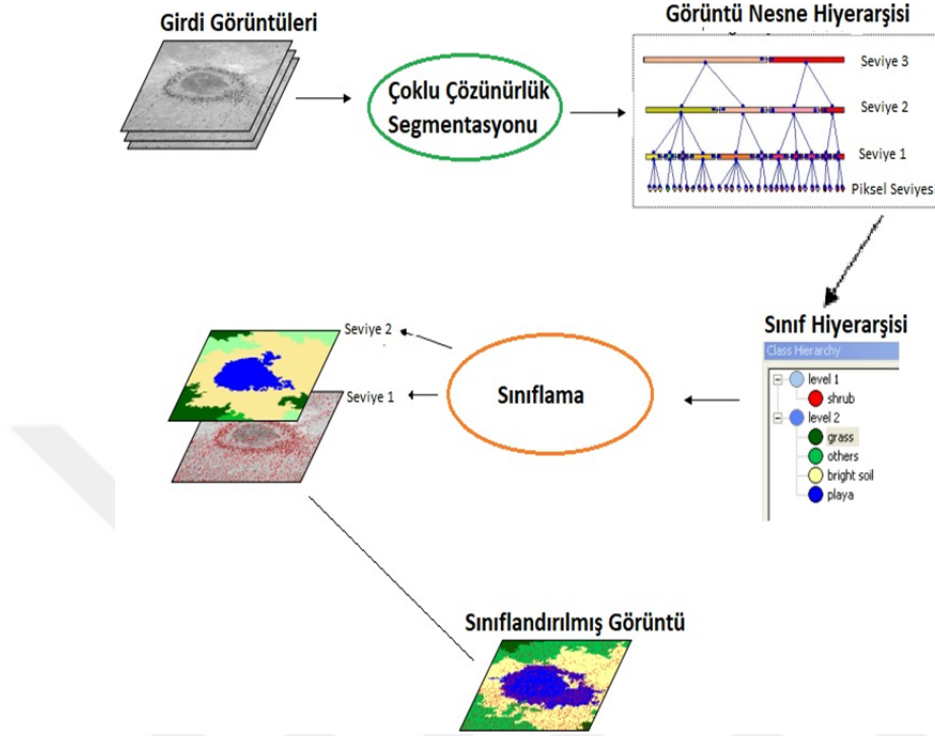 Girdi Görüntüleri
Çoklu Çözünürlük
Segmentasyonu
Görüntü Nesne Hiyerarşisi
Seviye 3
Seviye 2
Seviye 1
Piksel Seviyesi
Sınıf Hiyerarşisi
Class Hierarchy
level 1
shrub
level 2
grass
others
bright soil
playa
Sınıflama
Seviye 2
Seviye 1
Sınıflandırılmış Görüntü